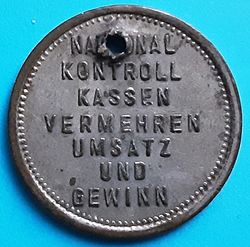 NATIONAL
KONTROLL
KASSEN
VERMEHREN
UMSATZ
UND
GEWINN